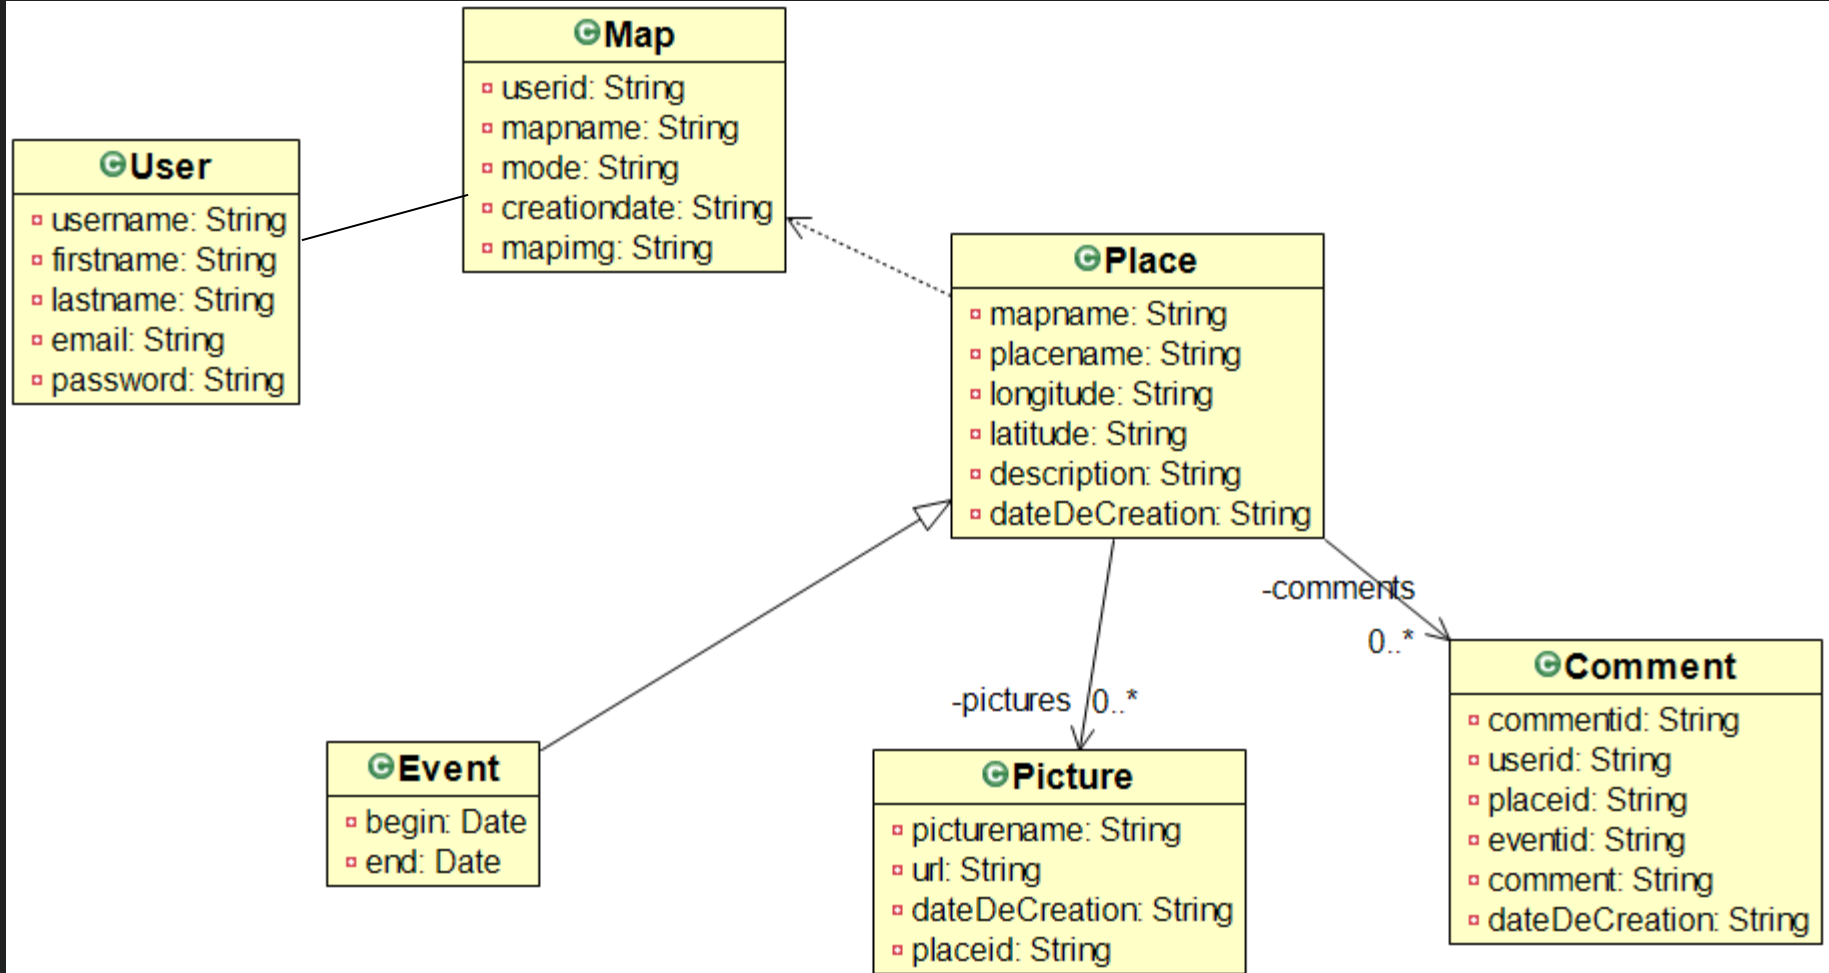 Map
userid: String
mapname: String
mode: String
creationdate: String
mapimg: String
User
username: String
firstname: String
lastname: String
email: String
password: String
Place
mapname: String
placename: String
longitude: String
latitude: String
description: String
dateDeCreation: String
-comments
0..*
-pictures 0..*
Comment
commentid: String
userid: String
placeid: String
eventid: String
comment: String
dateDeCreation: String
Event
begin: Date
end: Date
Picture
picturename: String
url: String
dateDeCreation: String
placeid: String